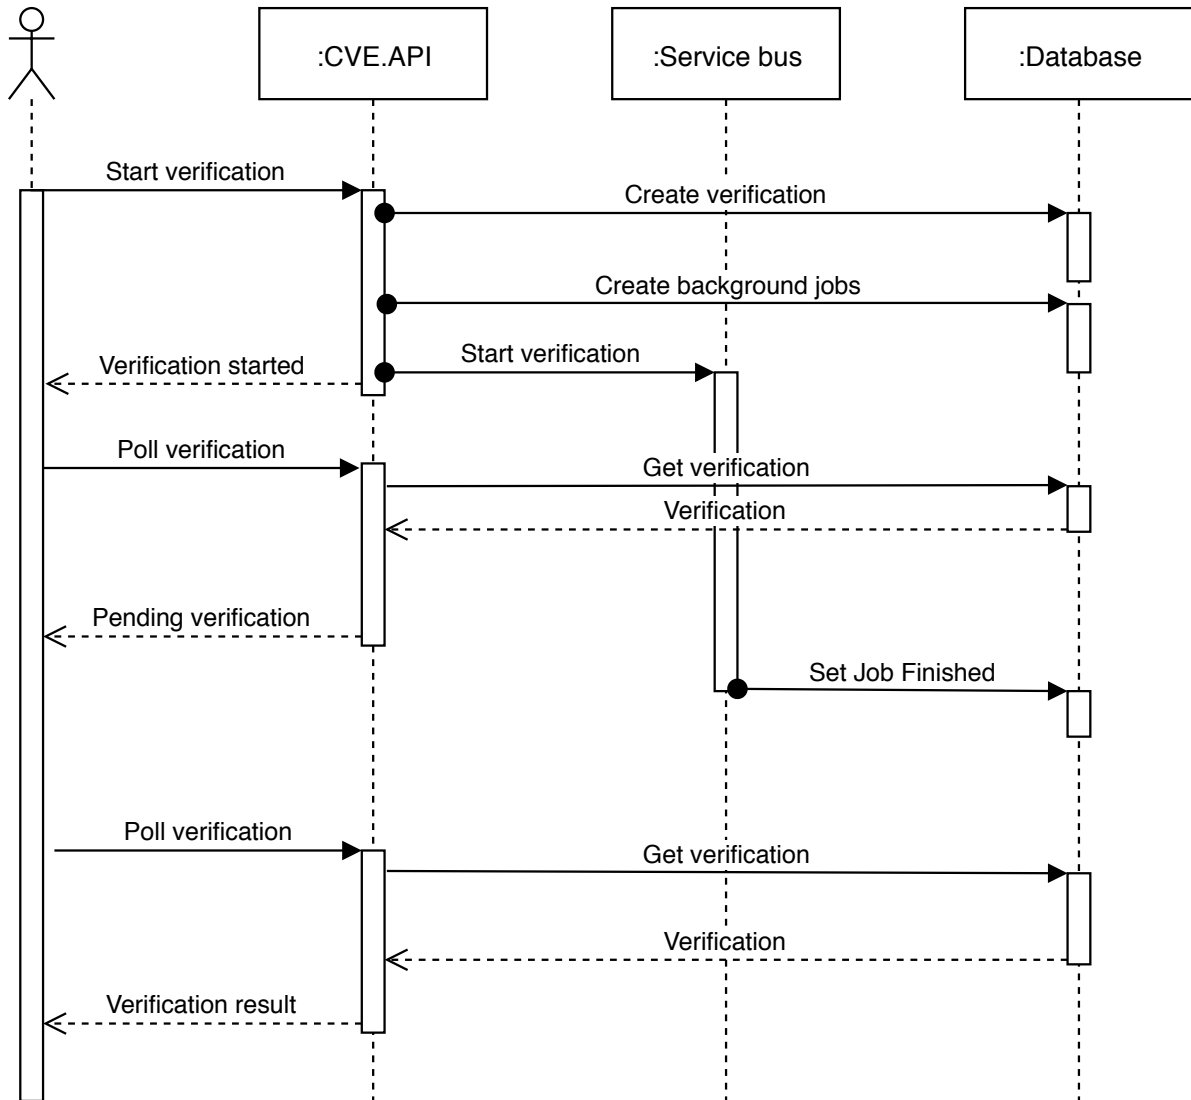 :CVE.API
:Service bus
:Database
Start verification
Create verification
Create background jobs
Start verification
Verification started
Poll verification
Get verification
Verification
Pending verification
Set Job Finished
Poll verification
Get verification
Verification
Verification result